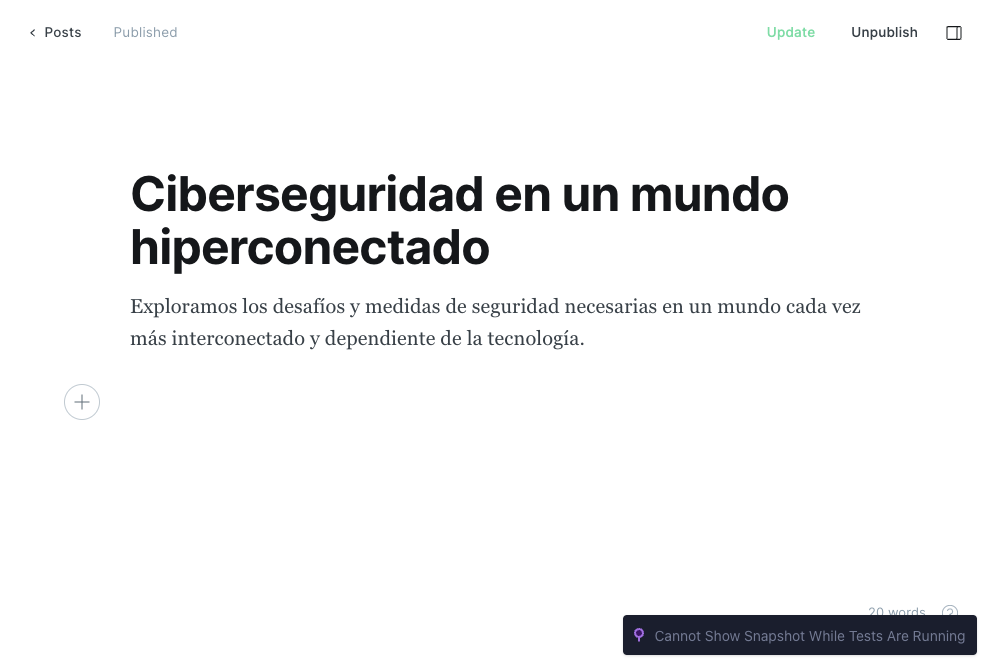 Posts
Published
Update
Unpublish
Ciberseguridad en un mundo
hiperconectado
Exploramos los desafíos y medidas de seguridad necesarias en un mundo cada vez
más interconectado y dependiente de la tecnología.
20 words
Cannot Show Snapshot While Tests Are Running